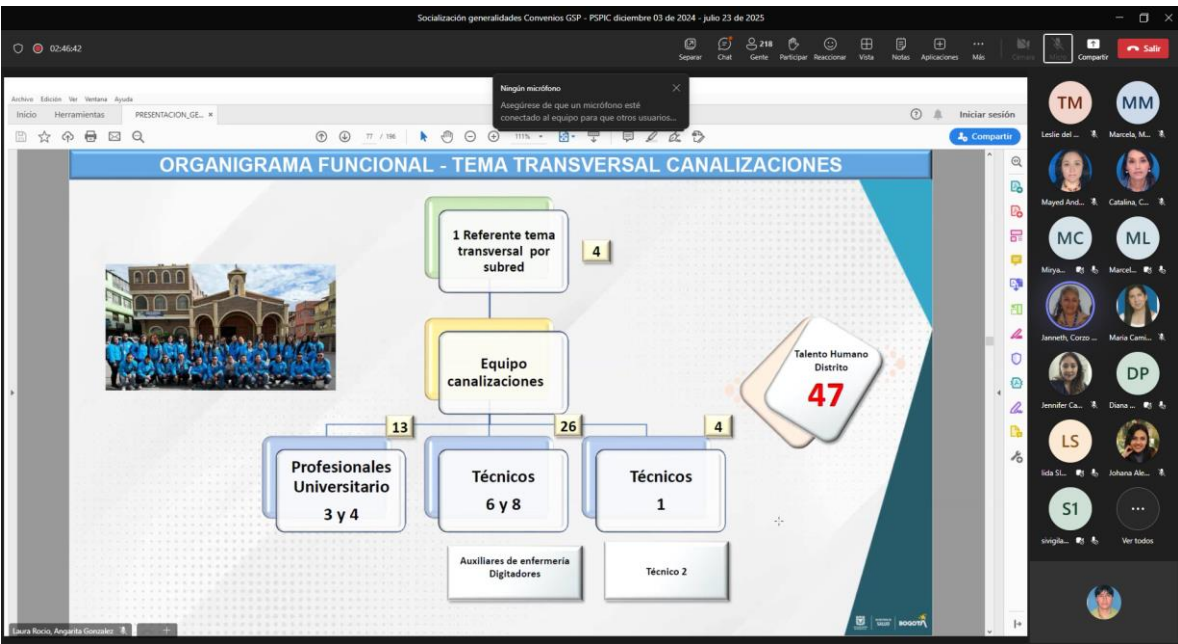 Socialización generalidades Convenios GSP - PSPIC diciembre 03 de 2024 - julio 23 de 2025
02:46:42
Separar
Chat
218
Gente
Participar
Reaccionar
Vista
Notas
Aplicaciones
Más
Cámara
Compartir
Salir
Ningún micrófono
Asegúrese de que un micrófono esté
conectado al equipo para que otros usuarios...
Archivo Edición Ver Ventana Ayuda
Inicio Herramientas PRESENTACION_GE... ×
Iniciar sesión
77 / 196
111%
Compartir
ORGANIGRAMA FUNCIONAL - TEMA TRANSVERSAL CANALIZACIONES
1 Referente tema
transversal por
subred
4
Equipo
canalizaciones
Talento Humano
Distrito
47
13
26
4
Profesionales
Universitario
3 y 4
Técnicos
6 y 8
Técnicos
1
Auxiliares de enfermería
Digitadores
Técnico 2
SALUD
BOGOTÁ
Laura Rocio, Angarita Gonzalez
TM
MM
Leslie del ...
Marcela, M...
Mayed And...
Catalina, C...
MC
ML
Mirya...
Marcel...
Janneth, Corzo ...
Maria Cami...
DP
Jennifer Ca...
Diana ...
LS
lida Sl...
Johana Ale...
S1
sivigila...
Ver todos